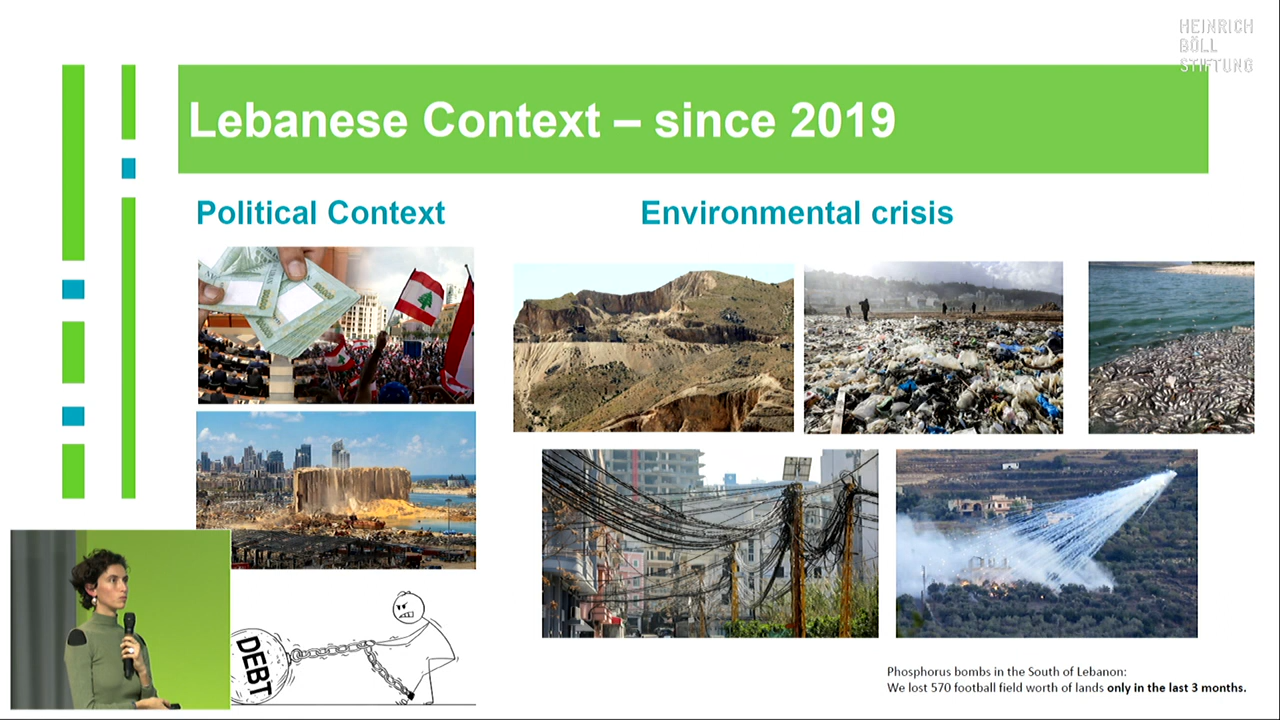 HEINRICH
BÖLL
STIFTUNG
Lebanese Context – since 2019
Political Context
Environmental crisis
DEBT
Phosphorus bombs in the South of Lebanon:
We lost 570 football field worth of lands only in the last 3 months.